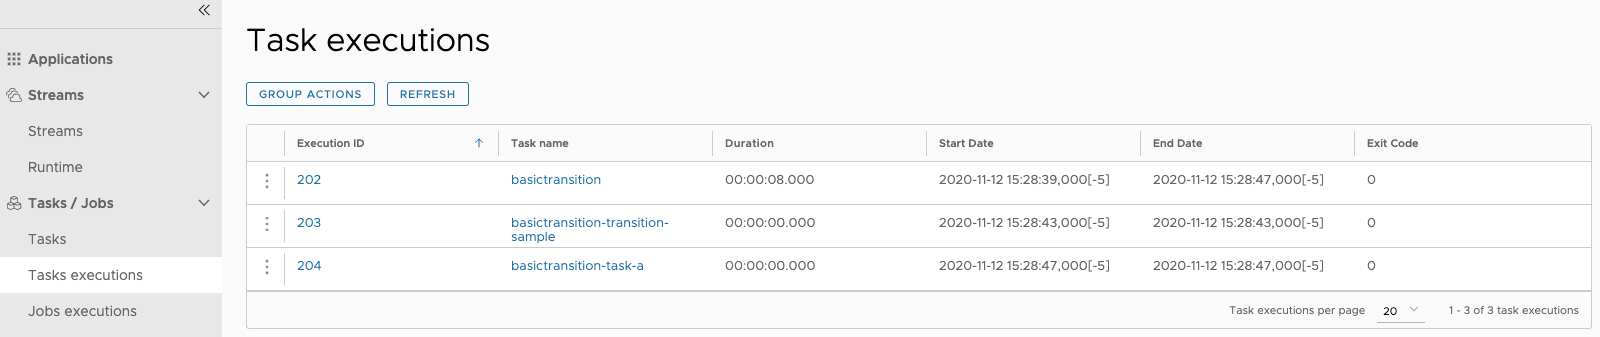 Applications
Streams
Streams
Runtime
Tasks / Jobs
Tasks
Tasks executions
Jobs executions
Task executions
GROUP ACTIONS REFRESH
Execution ID Task name Duration Start Date End Date Exit Code
202 basictransition 00:00:08.000 2020-11-12 15:28:39,000[-5] 2020-11-12 15:28:47,000[-5] 0
203 basictransition-transition- 00:00:00.000 2020-11-12 15:28:43,000[-5] 2020-11-12 15:28:43,000[-5] 0
sample
204 basictransition-task-a 00:00:00.000 2020-11-12 15:28:47,000[-5] 2020-11-12 15:28:47,000[-5] 0
Task executions per page 20 1 - 3 of 3 task executions